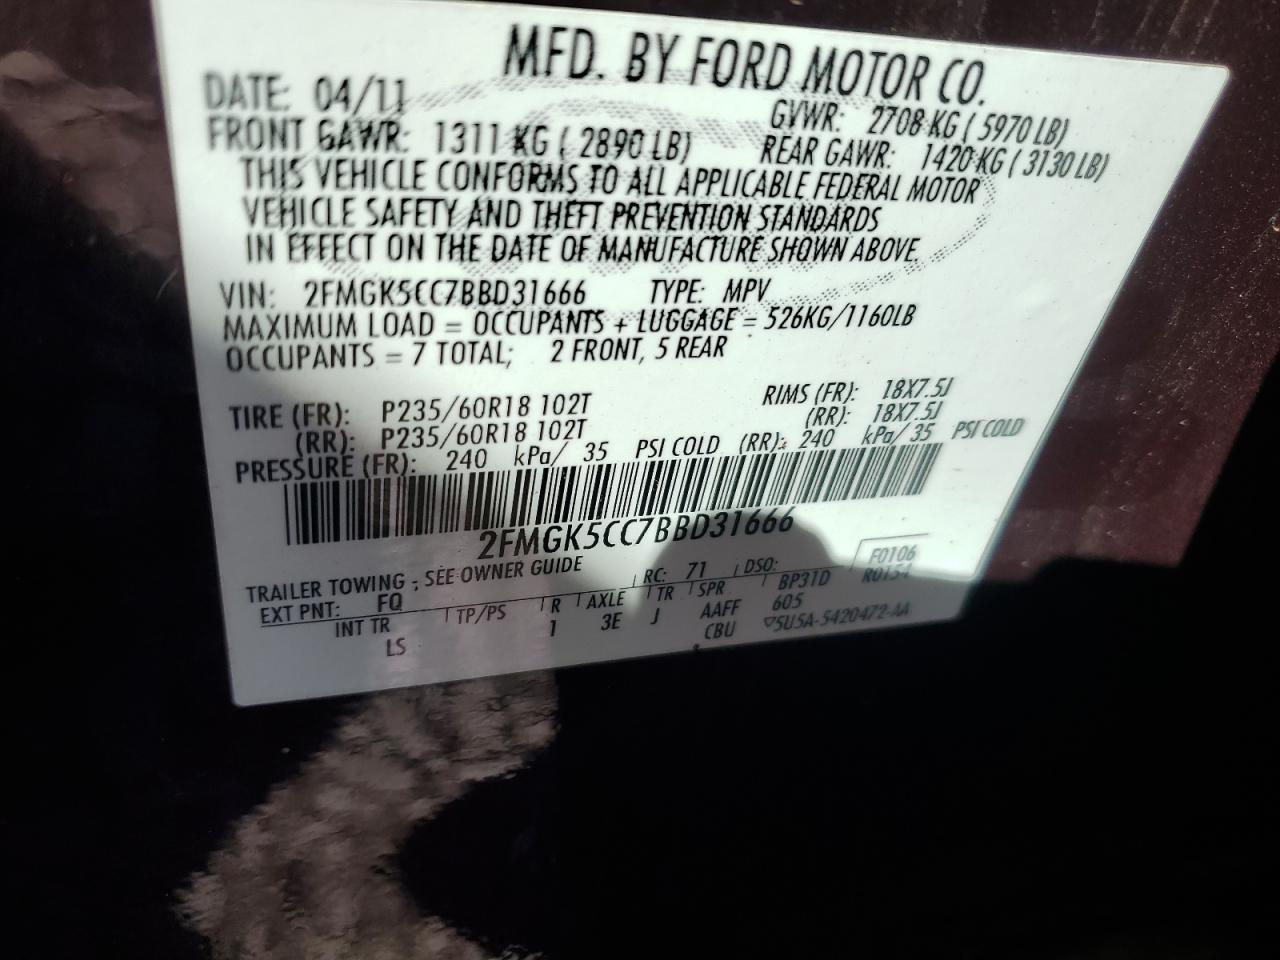 MFD. BY FORD MOTOR CO.
DATE: 04/11 GVWR: 2708 KG ( 5970 LB)
FRONT GAWR: 1311 KG ( 2890 LB) REAR GAWR: 1420 KG ( 3130 LB)
THIS VEHICLE CONFORMS TO ALL APPLICABLE FEDERAL MOTOR
VEHICLE SAFETY AND THEFT PREVENTION STANDARDS
IN EFFECT ON THE DATE OF MANUFACTURE SHOWN ABOVE.
VIN: 2FMGK5CC7BBD31666 TYPE: MPV
MAXIMUM LOAD = OCCUPANTS + LUGGAGE = 526KG/1160LB
OCCUPANTS = 7 TOTAL; 2 FRONT, 5 REAR
TIRE (FR): P235/60R18 102T RIMS (FR): 18X7.5J
(RR): P235/60R18 102T (RR): 18X7.5J
PRESSURE (FR): 240 kPa/ 35 PSI COLD (RR): 240 kPa/ 35 PSI COLD
2FMGK5CC7BBD31666
TRAILER TOWING - SEE OWNER GUIDE F0106
EXT PNT: FQ RC: 71 DSO: BP31D R0154
INT TR TP/PS R AXLE TR SPR 605
LS 1 3E J AAFF
CBU ▽5U5A-5420472-AA